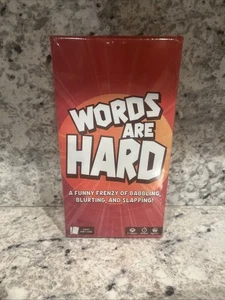 WORDS
ARE
HARD
A FUNNY FRENZY OF BABBLING,
BLURTING, AND SLAPPING!